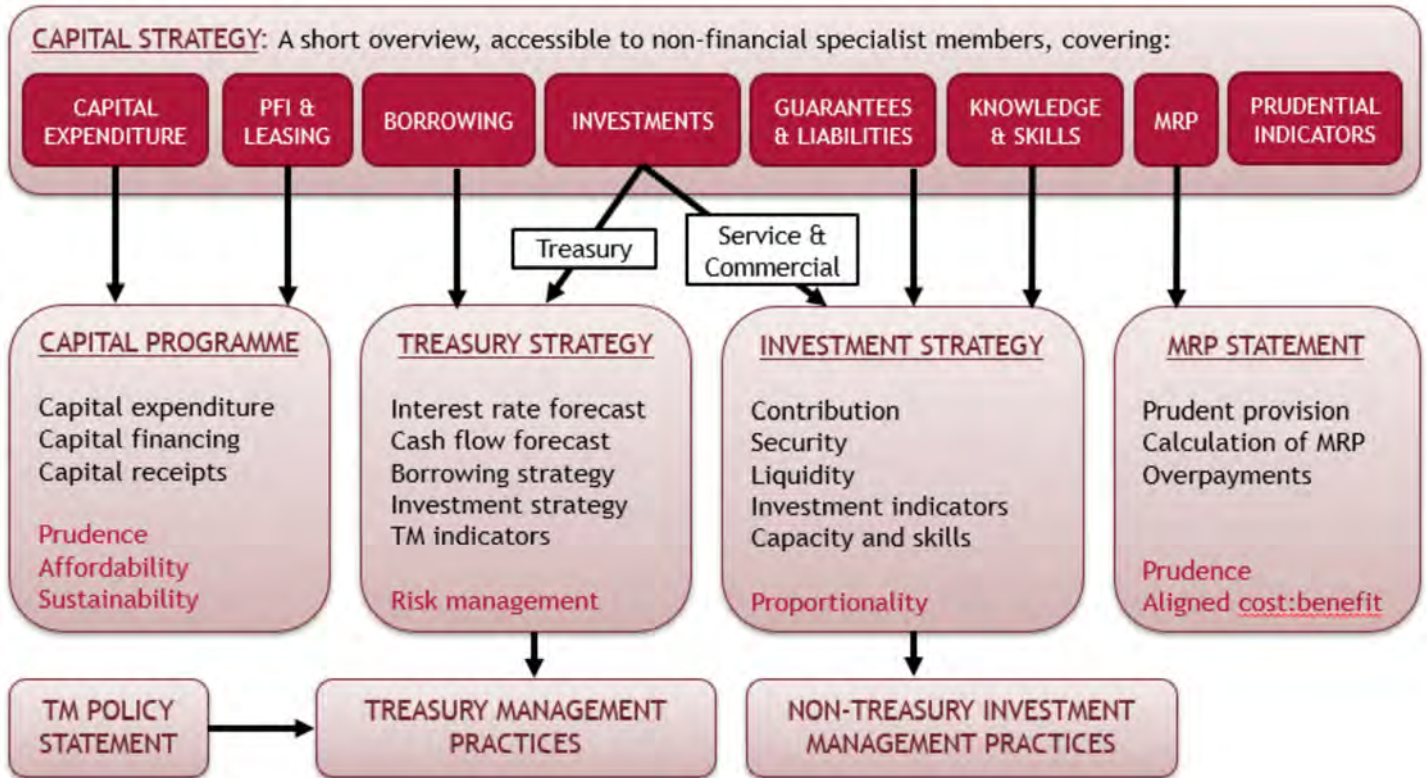 CAPITAL STRATEGY: A short overview, accessible to non-financial specialist members, covering:
CAPITAL
EXPENDITURE
PFI &
LEASING
BORROWING
INVESTMENTS
GUARANTEES
& LIABILITIES
KNOWLEDGE
& SKILLS
MRP
PRUDENTIAL
INDICATORS
Treasury
Service &
Commercial
CAPITAL PROGRAMME
Capital expenditure
Capital financing
Capital receipts
Prudence
Affordability
Sustainability
TREASURY STRATEGY
Interest rate forecast
Cash flow forecast
Borrowing strategy
Investment strategy
TM indicators
Risk management
INVESTMENT STRATEGY
Contribution
Security
Liquidity
Investment indicators
Capacity and skills
Proportionality
MRP STATEMENT
Prudent provision
Calculation of MRP
Overpayments
Prudence
Aligned cost:benefit
TM POLICY
STATEMENT
TREASURY MANAGEMENT
PRACTICES
NON-TREASURY INVESTMENT
MANAGEMENT PRACTICES